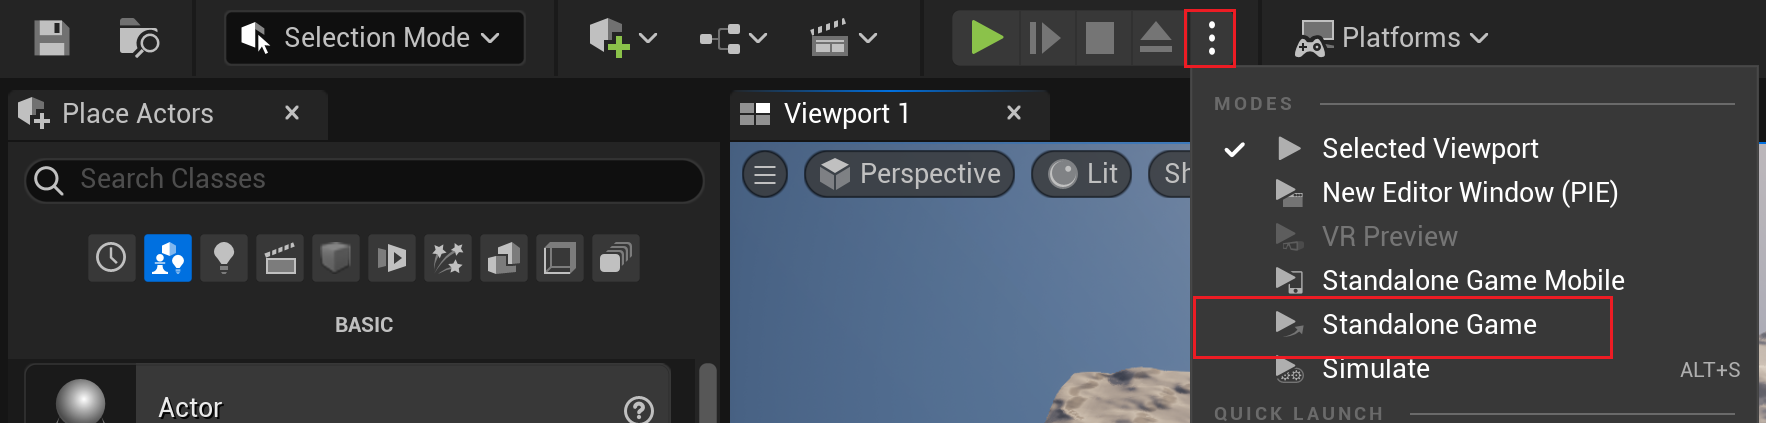 Selection Mode
Platforms
Place Actors
Viewport 1
MODES
Search Classes
Perspective
Lit
Sh
Selected Viewport
New Editor Window (PIE)
VR Preview
Standalone Game Mobile
Standalone Game
Simulate ALT+S
BASIC
Actor
QUICK LAUNCH